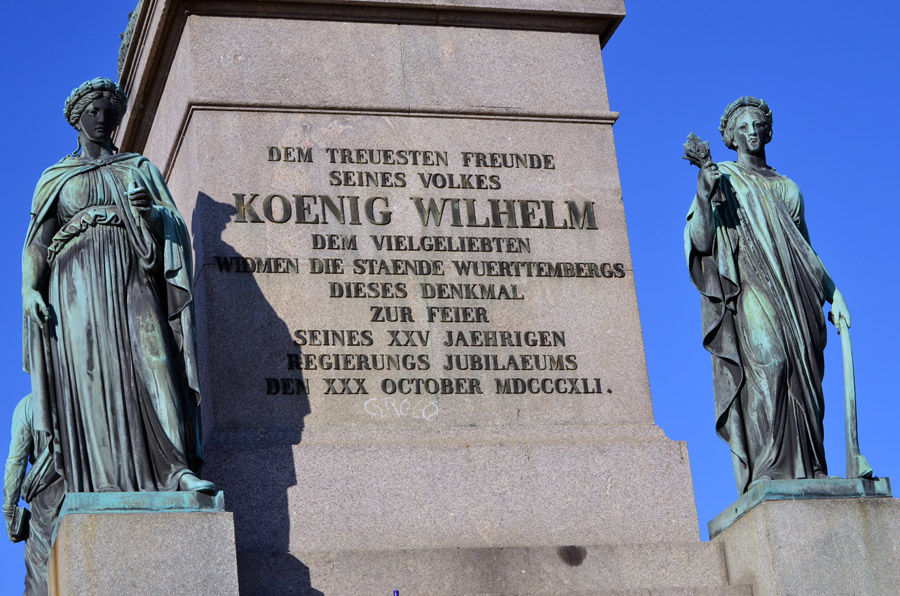 DEM TREUESTEN FREUNDE
SEINES VOLKES
KOENIG WILHELM
DEM VIELGELIEBTEN
WIDMEN DIE STAENDE WUERTTEMBERGS
DIESES DENKMAL
ZUR FEIER
SEINES XXV JAEHRIGEN
REGIERUNGS JUBILAEUMS
DEN XXX OCTOBER MDCCCXLI.